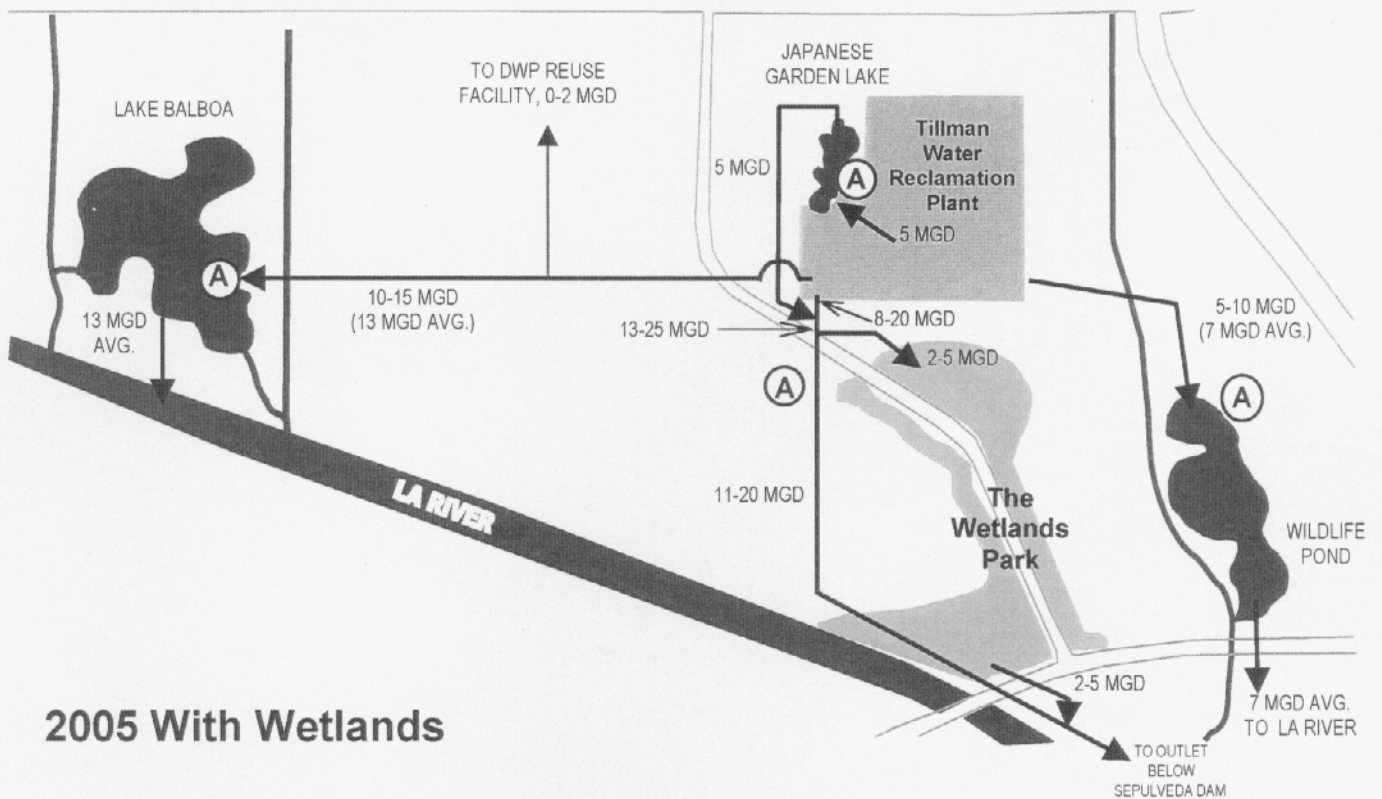 JAPANESE
GARDEN LAKE
TO DWP REUSE
FACILITY, 0-2 MGD
LAKE BALBOA
Tillman
Water
Reclamation
Plant
5 MGD
A
5 MGD
A
10-15 MGD
(13 MGD AVG.)
13 MGD
AVG.
13-25 MGD
8-20 MGD
5-10 MGD
(7 MGD AVG.)
2-5 MGD
A
A
LA RIVER
11-20 MGD
The
Wetlands
Park
WILDLIFE
POND
2-5 MGD
7 MGD AVG.
TO LA RIVER
2005 With Wetlands
TO OUTLET
BELOW
SEPULVEDA DAM